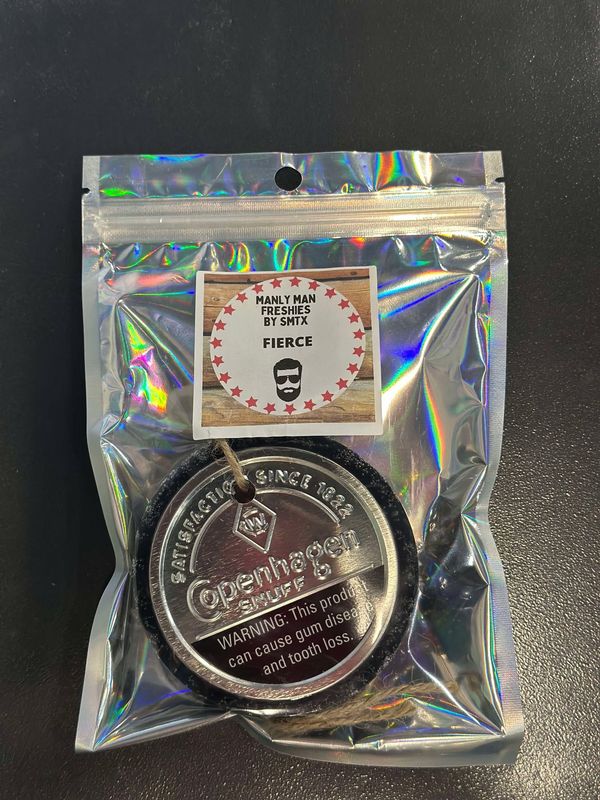 MANLY MAN
FRESHIES
BY SMTX
FIERCE
SATISFACTION SINCE 1822
Copenhagen
SNUFF
WARNING: This product
can cause gum disease
and tooth loss.